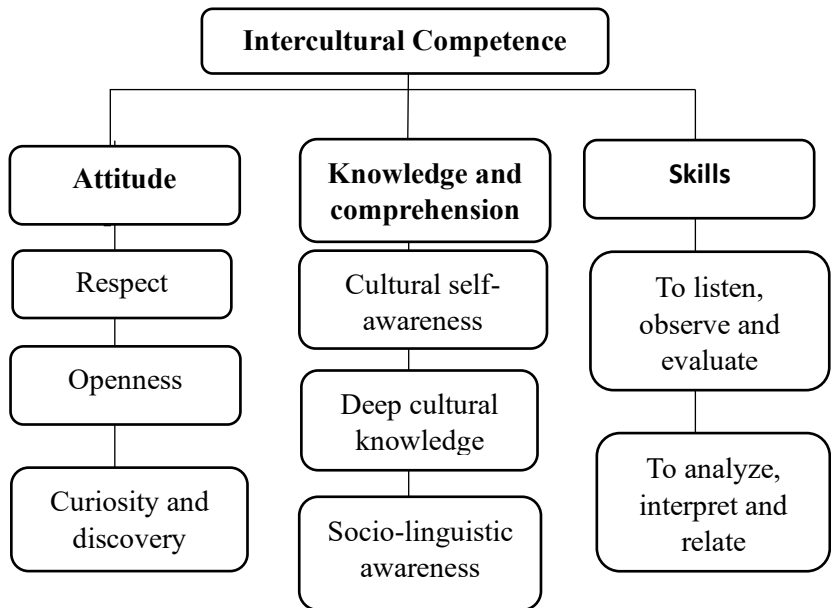 Intercultural Competence
Attitude
Respect
Openness
Curiosity and
discovery
Knowledge and
comprehension
Cultural self-
awareness
Deep cultural
knowledge
Socio-linguistic
awareness
Skills
To listen,
observe and
evaluate
To analyze,
interpret and
relate